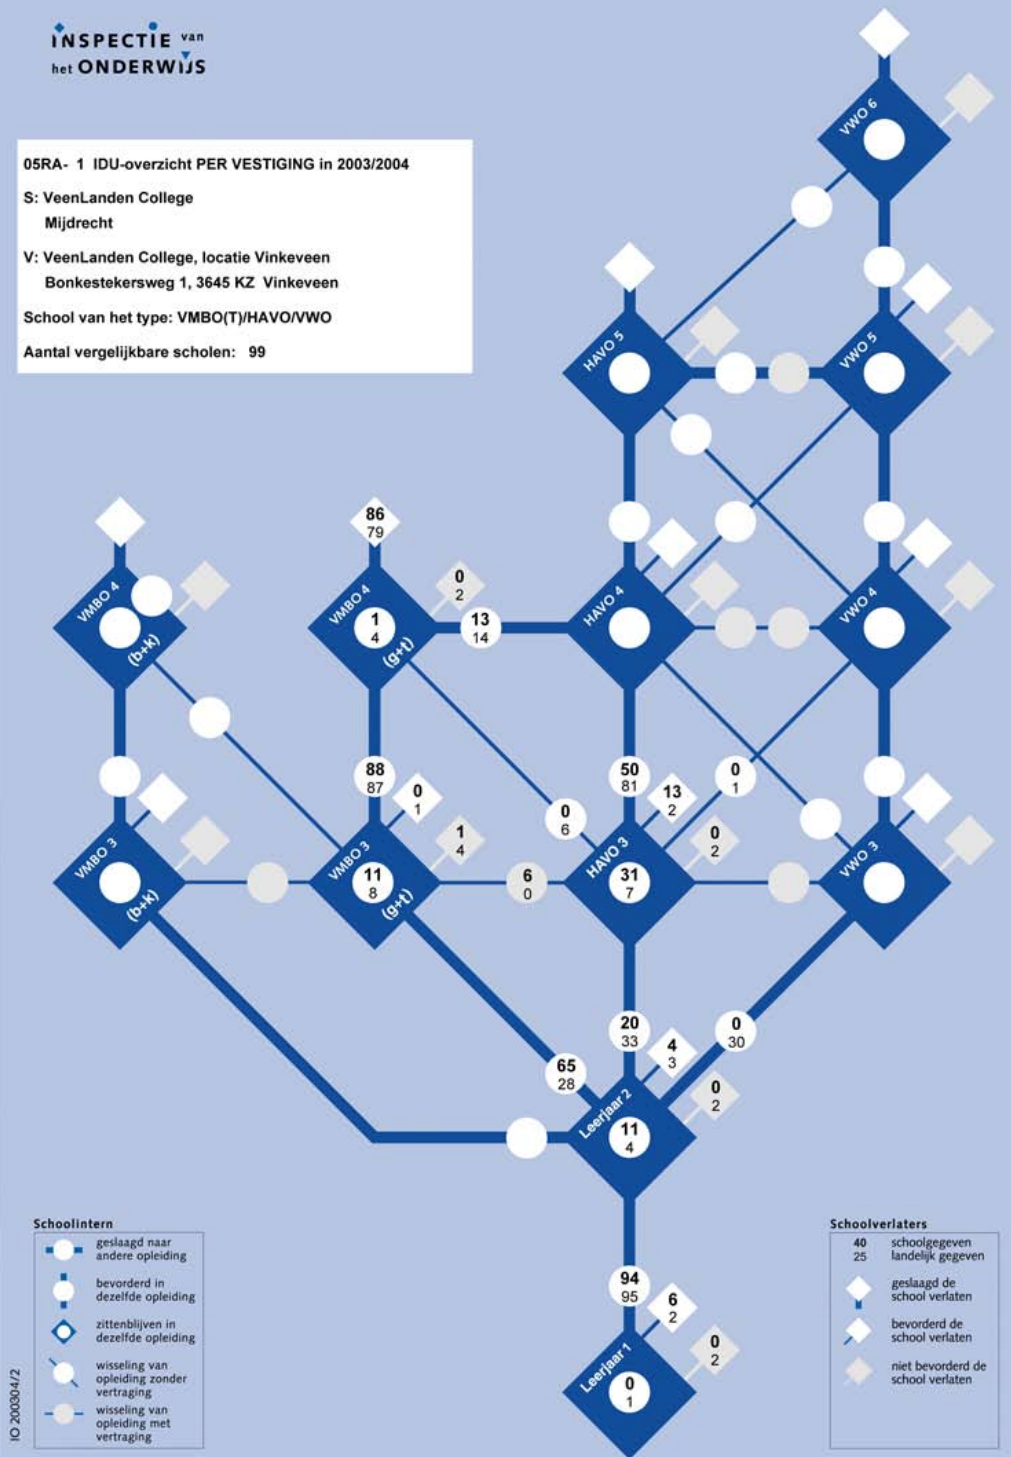 INSPECTIE van
het ONDERWIJS
05RA- 1 IDU-overzicht PER VESTIGING in 2003/2004
S: VeenLanden College
Mijdrecht
V: VeenLanden College, locatie Vinkeveen
Bonkestekersweg 1, 3645 KZ Vinkeveen
School van het type: VMBO(T)/HAVO/VWO
Aantal vergelijkbare scholen: 99
VWO 6
HAVO 5
VWO 5
86
79
VMBO 4
(b+k)
VMBO 4
1
4
(g+t)
0
2
13
14
HAVO 4
VWO 4
88
87
0
1
1
4
0
6
50
81
13
2
0
1
0
2
VMBO 3
(b+k)
VMBO 3
11
8
(g+t)
6
0
HAVO 3
31
7
VWO 3
65
28
20
33
4
3
0
30
0
2
Leerjaar 2
11
4
94
95
6
2
0
2
Leerjaar 1
0
1
Schoolintern
geslaagd naar
andere opleiding
bevorderd in
dezelfde opleiding
zittenblijven in
dezelfde opleiding
wisseling van
opleiding zonder
vertraging
wisseling van
opleiding met
vertraging
Schoolverlaters
40 schoolgegeven
25 landelijk gegeven
geslaagd de
school verlaten
bevorderd de
school verlaten
niet bevorderd de
school verlaten
IO 200304/2